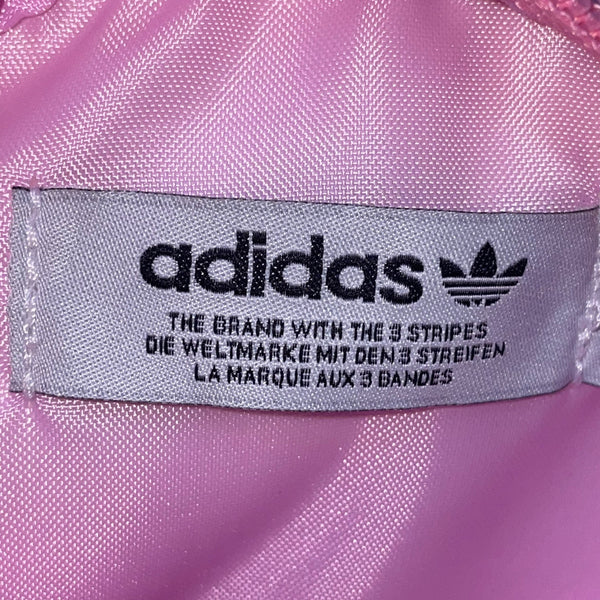 adidas
THE BRAND WITH THE 3 STRIPES
DIE WELTMARKE MIT DEN 3 STREIFEN
LA MARQUE AUX 3 BANDES